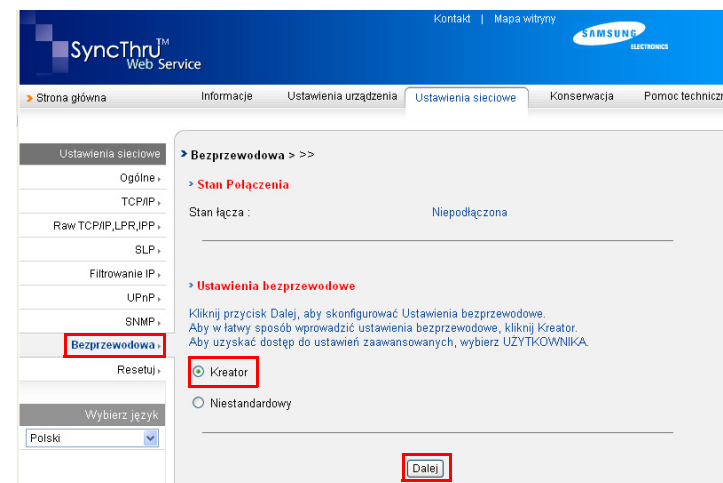 Kontakt | Mapa witryny
SAMSUNG
ELECTRONICS
SyncThru™
Web Service
Strona główna
Informacje
Ustawienia urządzenia
Ustawienia sieciowe
Konserwacja
Pomoc techniczn
Ustawienia sieciowe
Ogólne
TCP/IP
Raw TCP/IP,LPR,IPP
SLP
Filtrowanie IP
UPnP
SNMP
Bezprzewodowa
Resetuj
Wybierz język
Polski
Bezprzewodowa > >>
Stan Połączenia
Stan łącza : Niepodłączona
Ustawienia bezprzewodowe
Kliknij przycisk Dalej, aby skonfigurować Ustawienia bezprzewodowe.
Aby w łatwy sposób wprowadzić ustawienia bezprzewodowe, kliknij Kreator.
Aby uzyskać dostęp do ustawień zaawansowanych, wybierz UŻYTKOWNIKA.
Kreator
Niestandardowy
Dalej